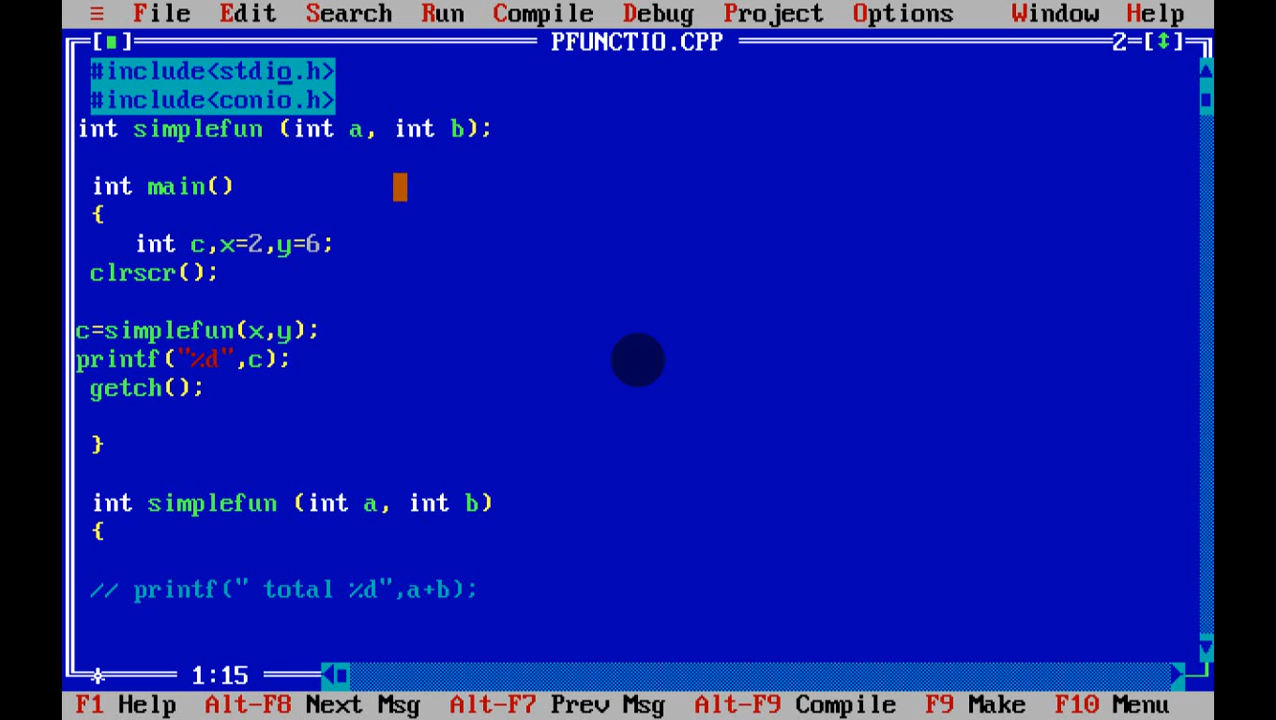 ≡ File Edit Search Run Compile Debug Project Options Window Help
[■] PFUNCTIO.CPP 2=[↕]
#include<stdio.h>
#include<conio.h>
int simplefun (int a, int b);
int main()
{
int c,x=2,y=6;
clrscr();
c=simplefun(x,y);
printf("%d",c);
getch();
}
int simplefun (int a, int b)
{
// printf(" total %d",a+b);
1:15
F1 Help Alt-F8 Next Msg Alt-F7 Prev Msg Alt-F9 Compile F9 Make F10 Menu